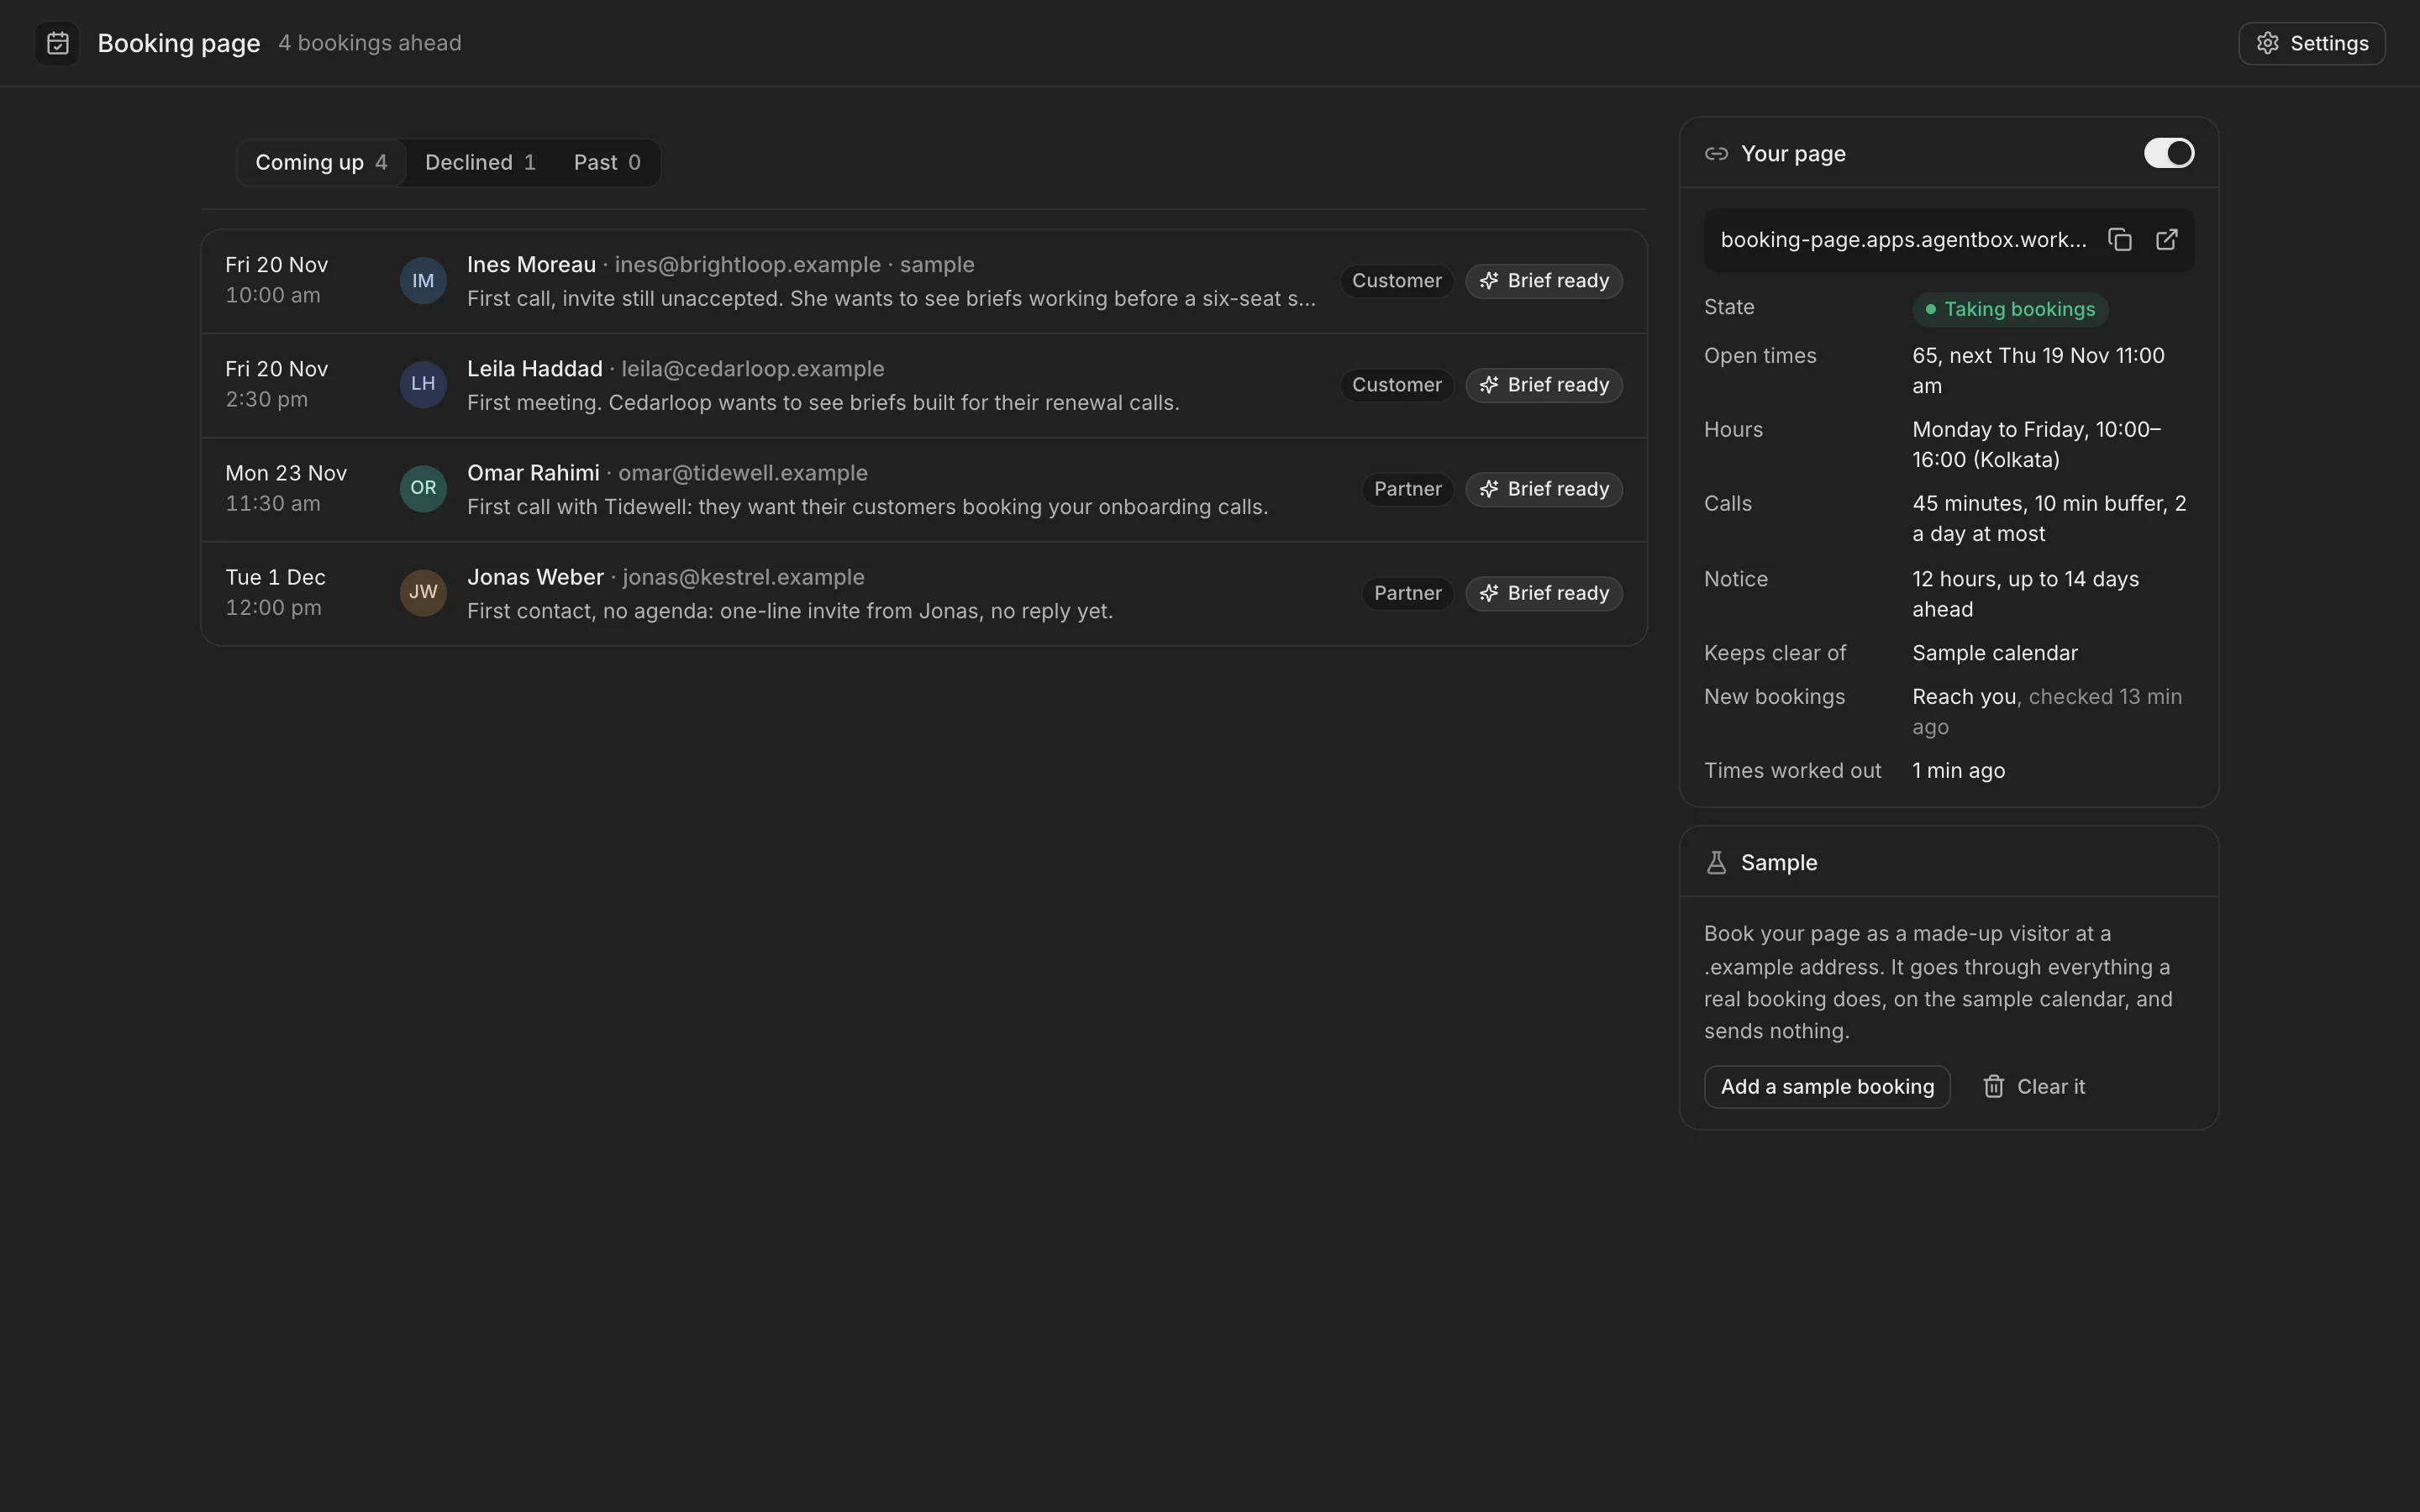 Booking page 4 bookings ahead
Settings
Coming up 4 Declined 1 Past 0
Fri 20 Nov
10:00 am
IM
Ines Moreau · ines@brightloop.example · sample
First call, invite still unaccepted. She wants to see briefs working before a six-seat s...
Customer
Brief ready
Fri 20 Nov
2:30 pm
LH
Leila Haddad · leila@cedarloop.example
First meeting. Cedarloop wants to see briefs built for their renewal calls.
Customer
Brief ready
Mon 23 Nov
11:30 am
OR
Omar Rahimi · omar@tidewell.example
First call with Tidewell: they want their customers booking your onboarding calls.
Partner
Brief ready
Tue 1 Dec
12:00 pm
JW
Jonas Weber · jonas@kestrel.example
First contact, no agenda: one-line invite from Jonas, no reply yet.
Partner
Brief ready
Your page
booking-page.apps.agentbox.work...
State
Taking bookings
Open times
65, next Thu 19 Nov 11:00
am
Hours
Monday to Friday, 10:00–
16:00 (Kolkata)
Calls
45 minutes, 10 min buffer, 2
a day at most
Notice
12 hours, up to 14 days
ahead
Keeps clear of
Sample calendar
New bookings
Reach you, checked 13 min
ago
Times worked out
1 min ago
Sample
Book your page as a made-up visitor at a
.example address. It goes through everything a
real booking does, on the sample calendar, and
sends nothing.
Add a sample booking
Clear it